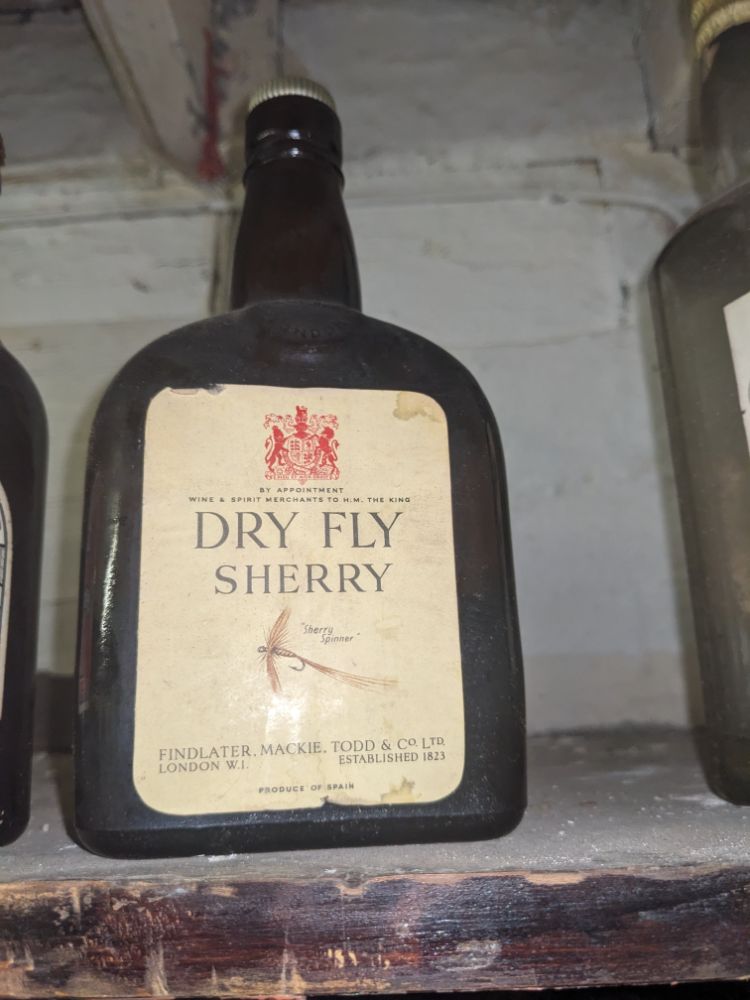 BY APPOINTMENT
WINE & SPIRIT MERCHANTS TO H.M. THE KING
DRY FLY
SHERRY
"Sherry
Spinner"
FINDLATER, MACKIE, TODD & CO. LTD.
LONDON W.1. ESTABLISHED 1823
PRODUCE OF SPAIN